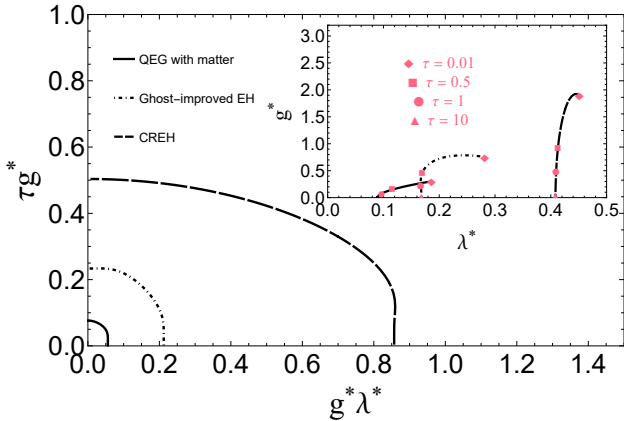 1.0
0.8
0.6
0.4
0.2
0.0
τg*
0.0 0.2 0.4 0.6 0.8 1.0 1.2 1.4
g*λ*
QEG with matter
Ghost−improved EH
CREH
3.0
2.5
2.0
1.5
1.0
0.5
0.0
g*
0.0 0.1 0.2 0.3 0.4 0.5
λ*
τ = 0.01
τ = 0.5
τ = 1
τ = 10